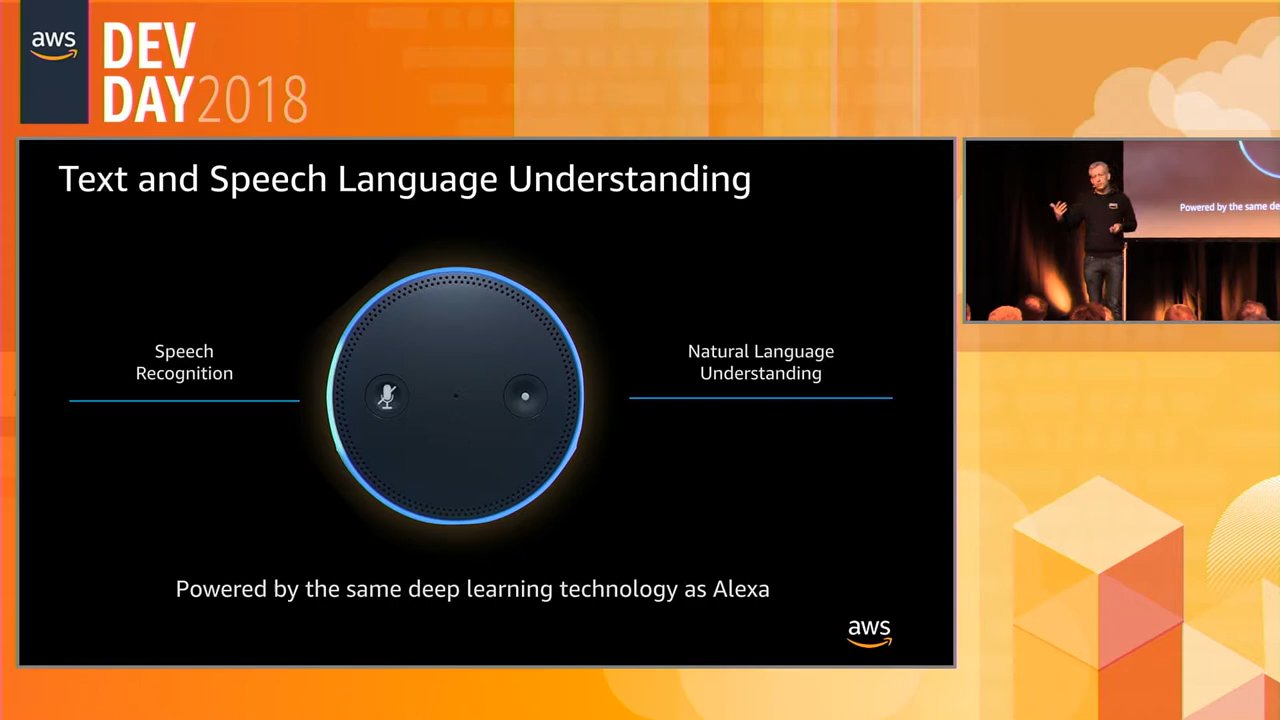 aws
DEV
DAY2018
Text and Speech Language Understanding
Speech
Recognition
Natural Language
Understanding
Powered by the same deep learning technology as Alexa
aws
Powered by the same de